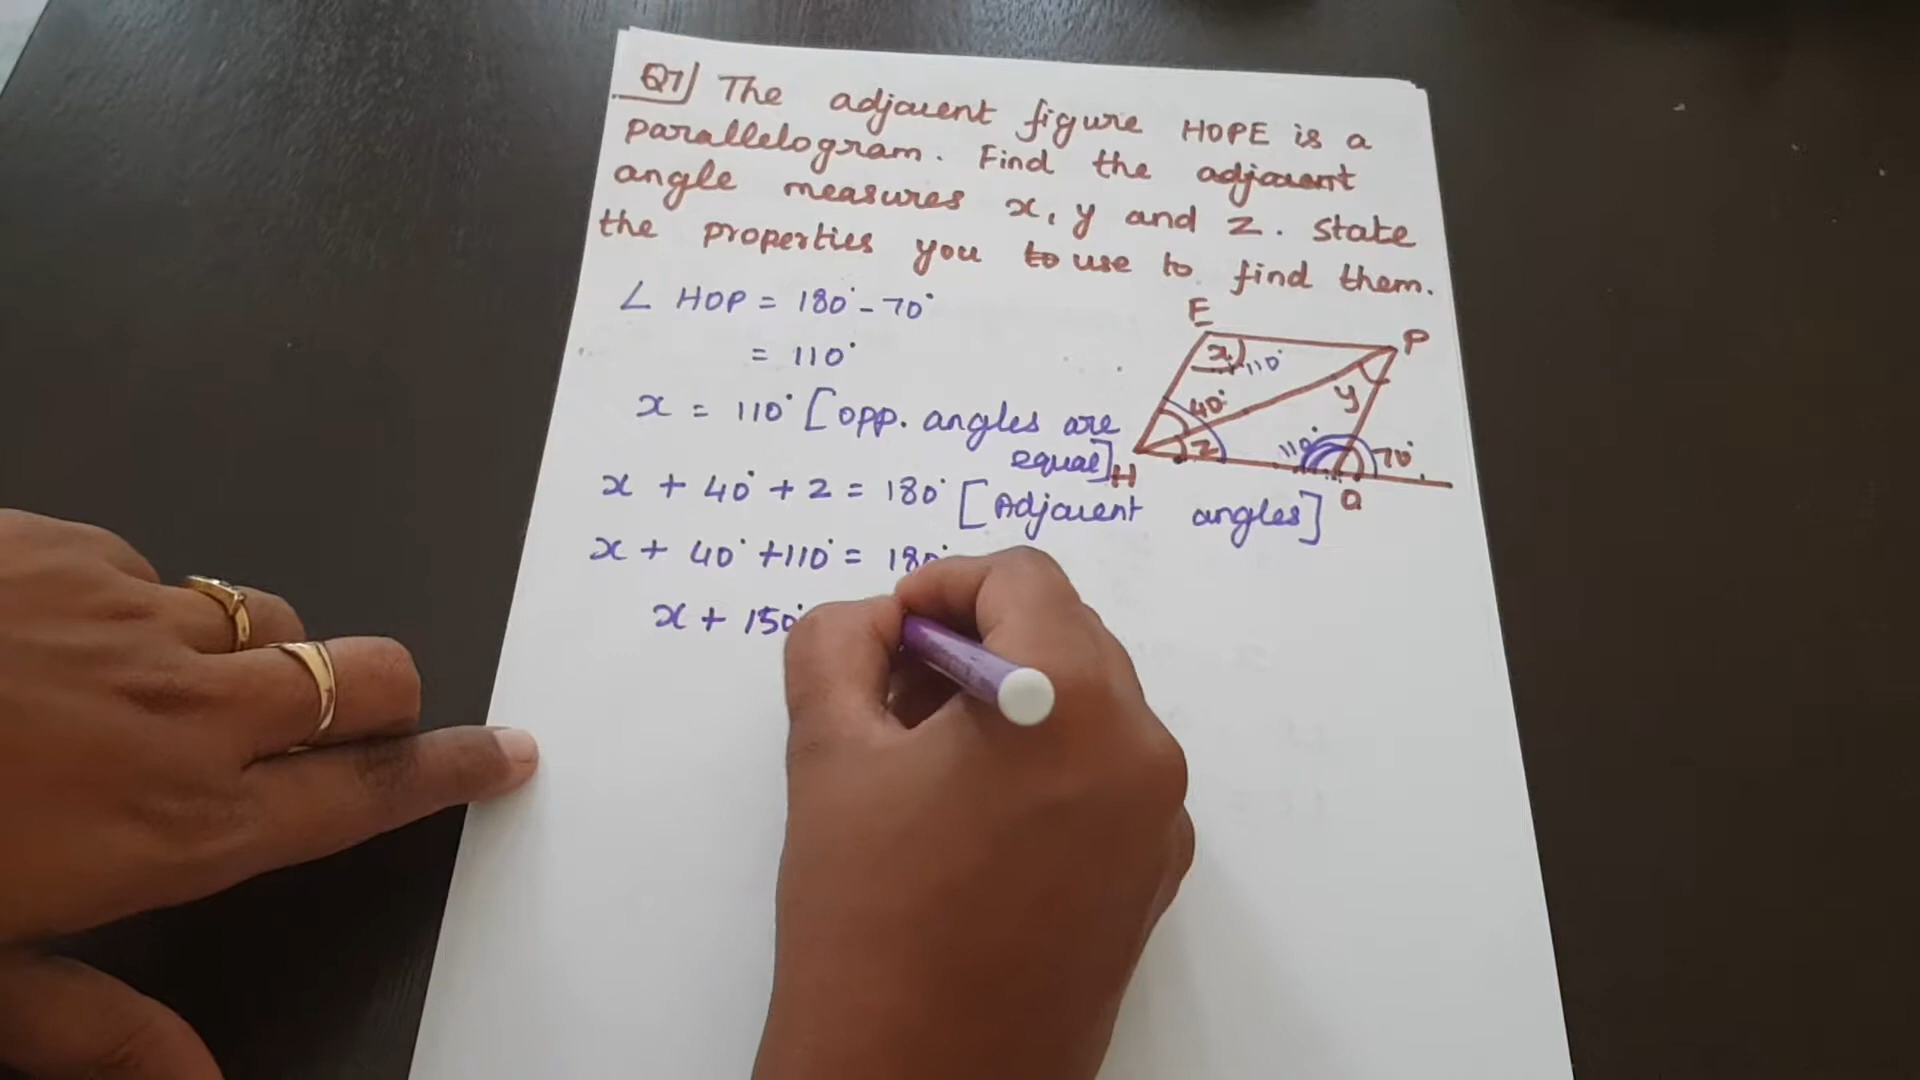 Q7) The adjacent figure HOPE is a
parallelogram. Find the adjacent
angle measures x, y and z. State
the properties you to use to find them.
∠ HOP = 180° - 70°
= 110°
x = 110° [opp. angles are
equal]
x + 40° + z = 180° [Adjacent angles]
x + 40° + 110° = 180°
x + 150°
E
P
x
110°
40°
y
z
110°
70°
H
O